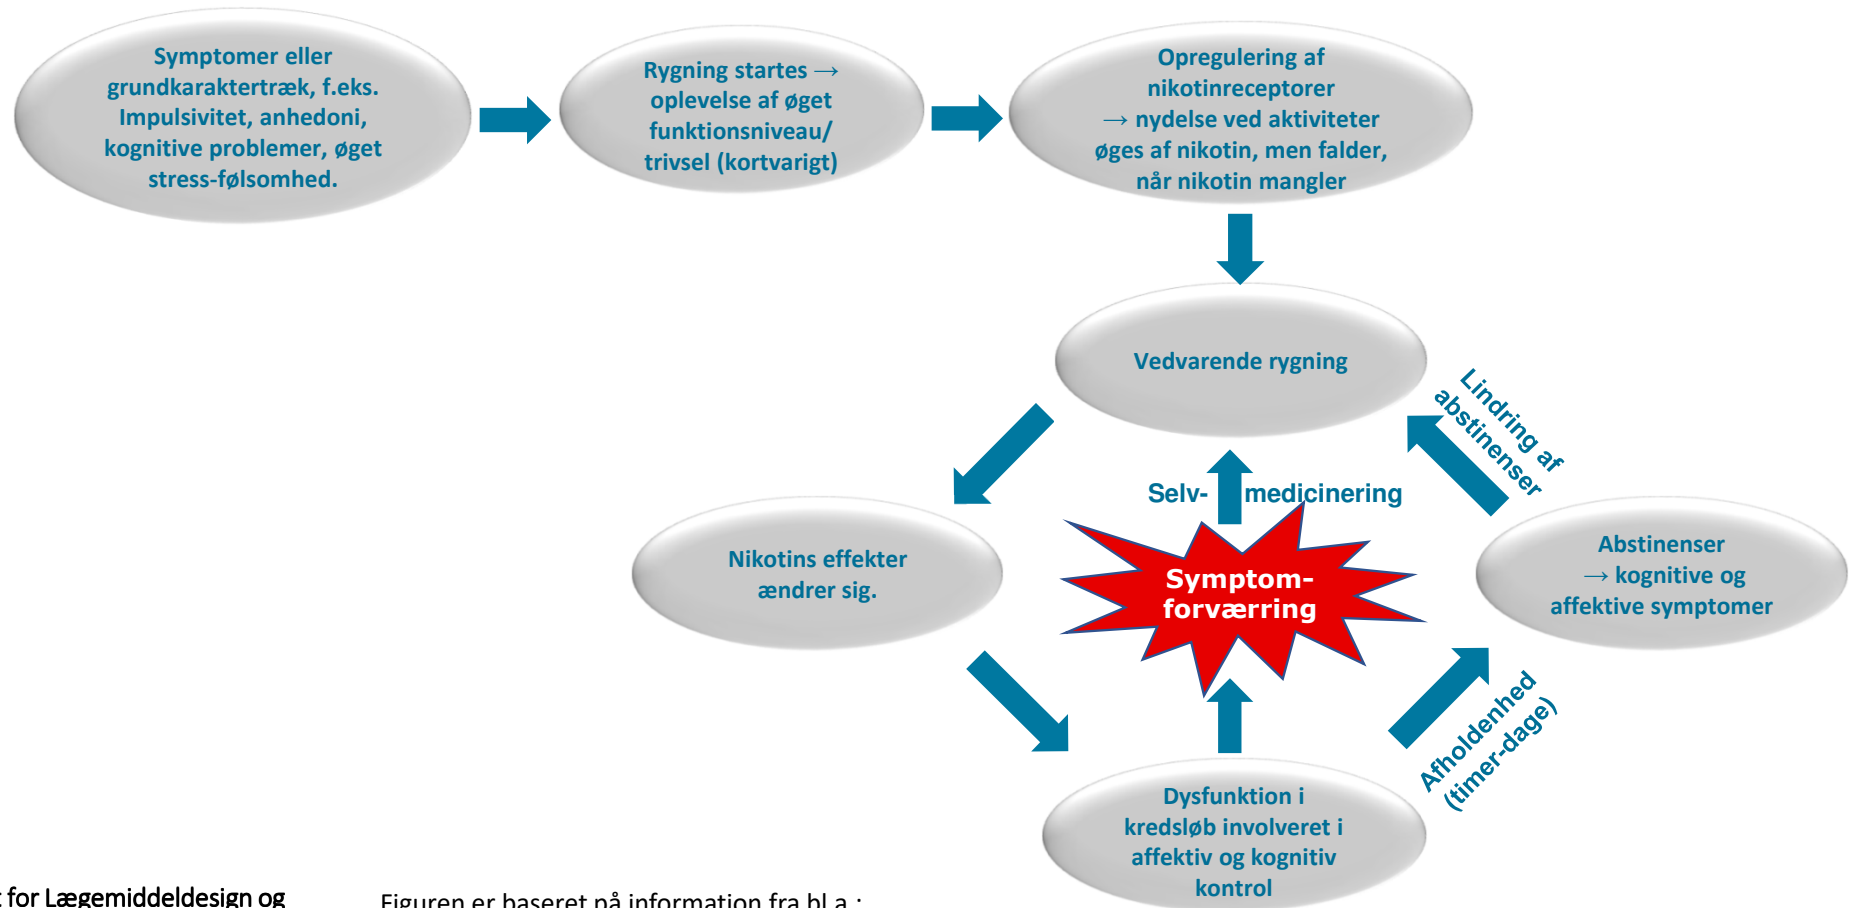 Symptomer eller
grundkaraktertræk, f.eks.
Impulsivitet, anhedoni,
kognitive problemer, øget
stress-følsomhed.
Rygning startes →
oplevelse af øget
funktionsniveau/
trivsel (kortvarigt)
Opregulering af
nikotinreceptorer
→ nydelse ved aktiviteter
øges af nikotin, men falder,
når nikotin mangler
Vedvarende rygning
Lindring af
abstinenser
Selv- medicinering
Nikotins effekter
ændrer sig.
Symptom-
forværring
Abstinenser
→ kognitive og
affektive symptomer
Afholdenhed
(timer-dage)
Dysfunktion i
kredsløb involveret i
affektiv og kognitiv
kontrol
for Lægemiddeldesign og
Figuren er baseret på information fra bl.a.: